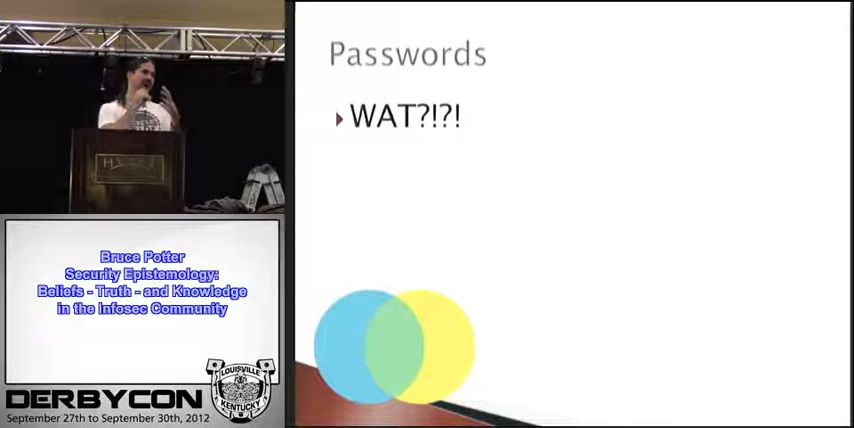 Passwords
WAT?!?!
HYATT
Bruce Potter
Security Epistemology:
Beliefs - Truth - and Knowledge
in the Infosec Community
LOUISVILLE
KENTUCKY
DERBYCON
September 27th to September 30th, 2012